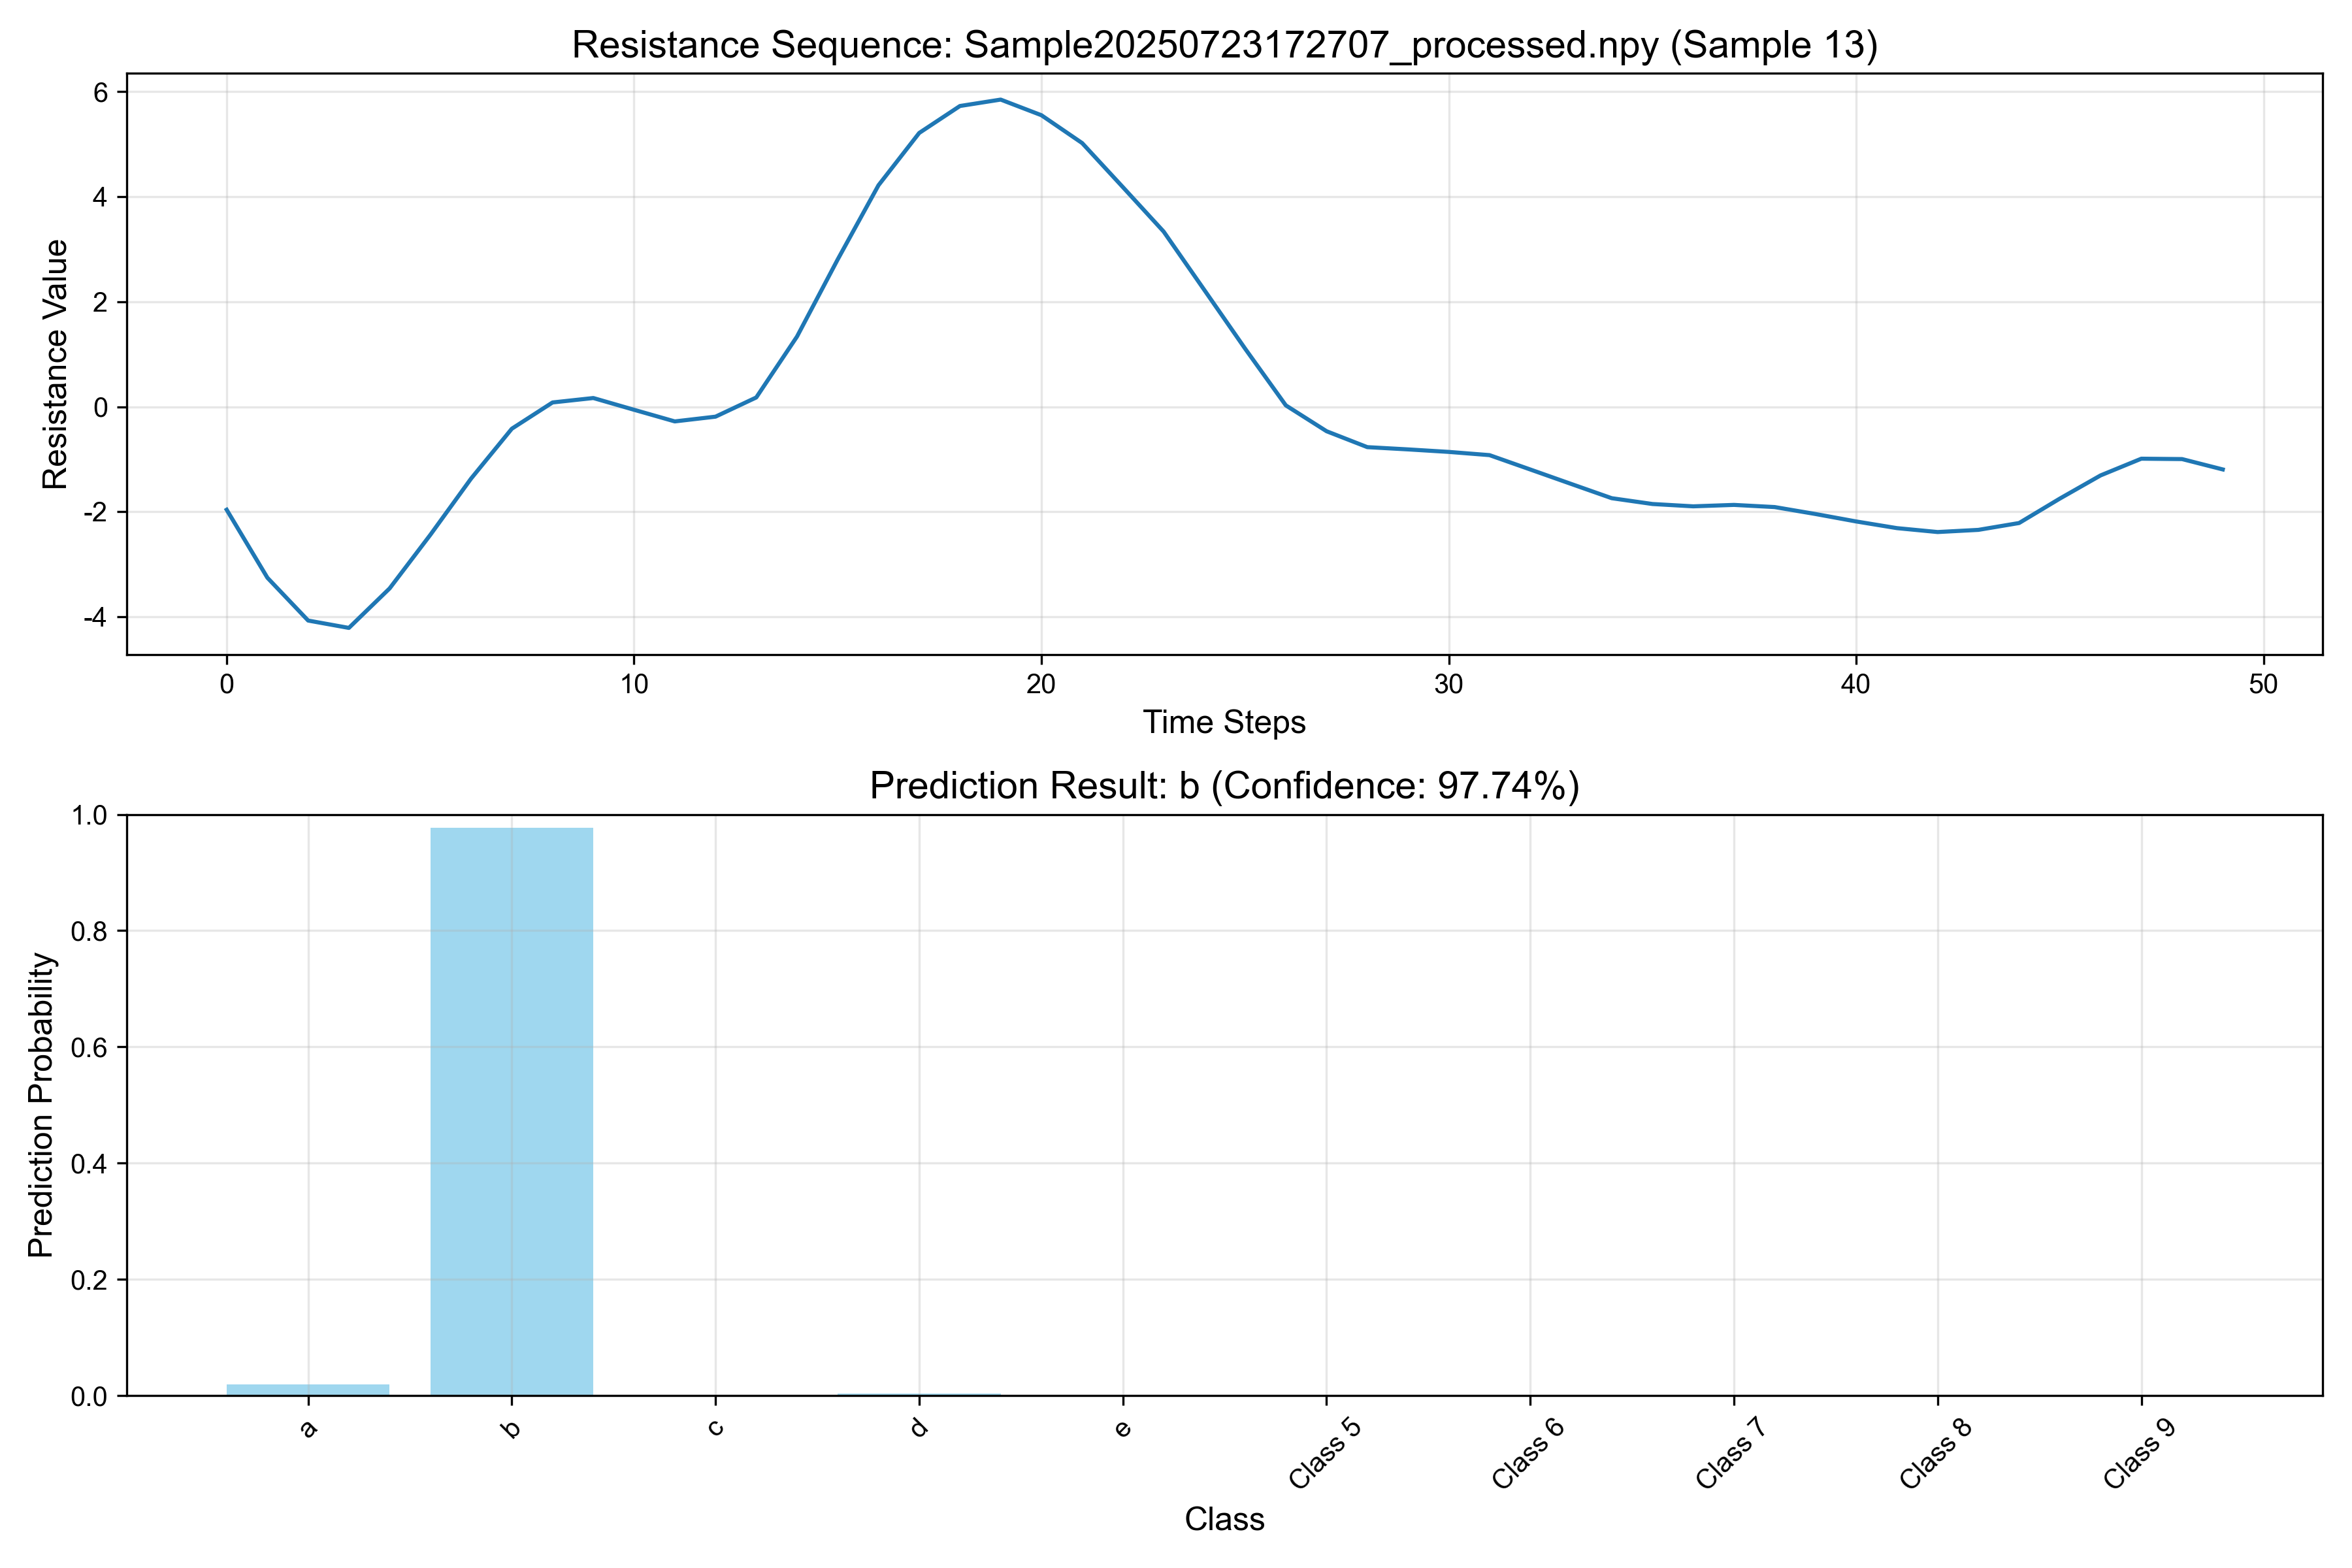 Resistance Sequence: Sample20250723172707_processed.npy (Sample 13)
6
4
2
0
-2
-4
Resistance Value
0 10 20 30 40 50
Time Steps
Prediction Result: b (Confidence: 97.74%)
1.0
0.8
0.6
0.4
0.2
0.0
Prediction Probability
a b c d e Class 5 Class 6 Class 7 Class 8 Class 9
Class